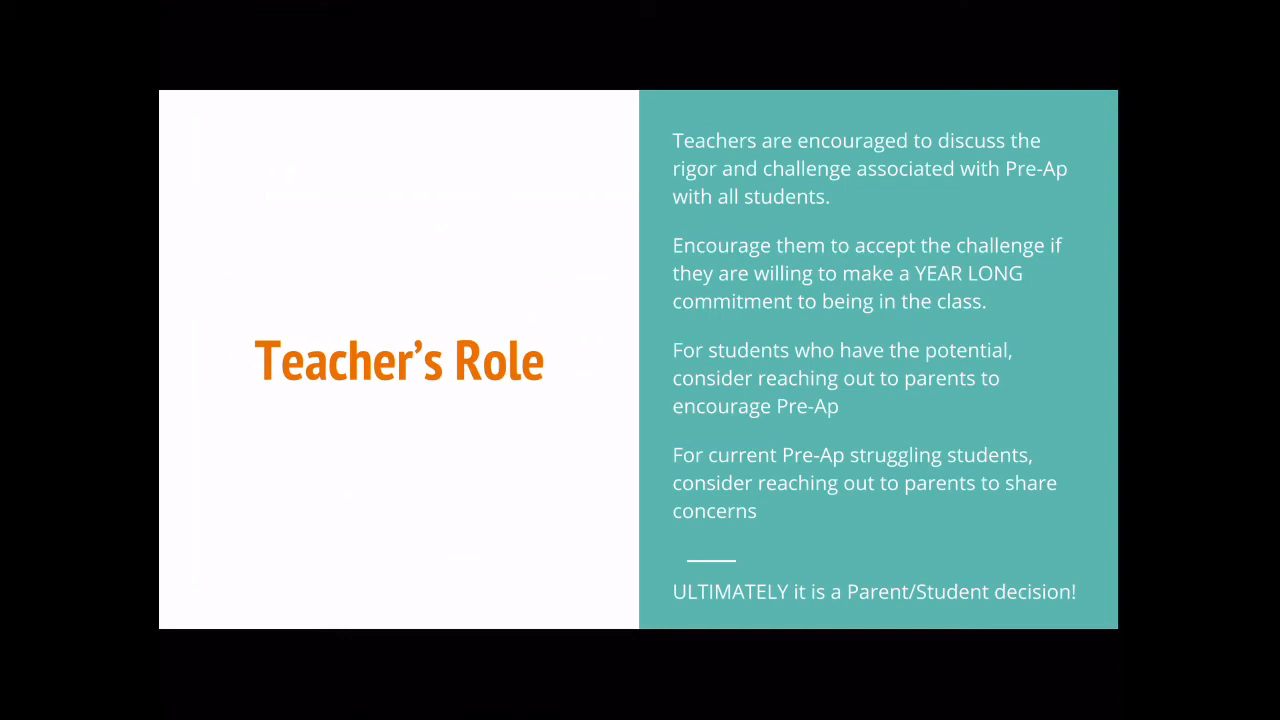 Teacher’s Role
Teachers are encouraged to discuss the
rigor and challenge associated with Pre-Ap
with all students.
Encourage them to accept the challenge if
they are willing to make a YEAR LONG
commitment to being in the class.
For students who have the potential,
consider reaching out to parents to
encourage Pre-Ap
For current Pre-Ap struggling students,
consider reaching out to parents to share
concerns
ULTIMATELY it is a Parent/Student decision!